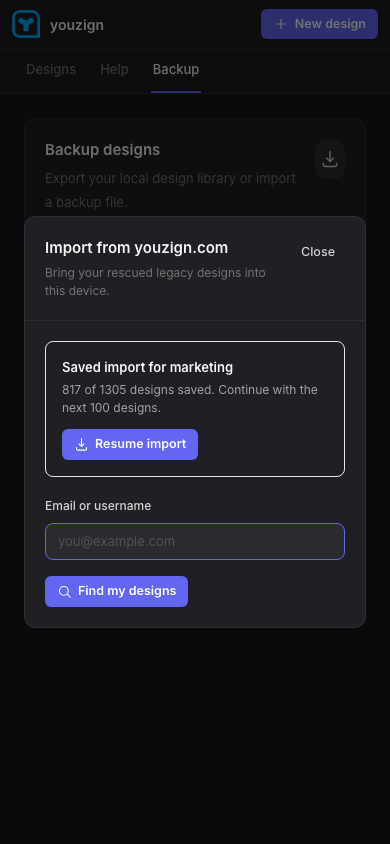 youzign
New design
Designs
Help
Backup
Backup designs
Export your local design library or import
a backup file.
Import from youzign.com
Close
Bring your rescued legacy designs into
this device.
Saved import for marketing
817 of 1305 designs saved. Continue with the
next 100 designs.
Resume import
Email or username
you@example.com
Find my designs